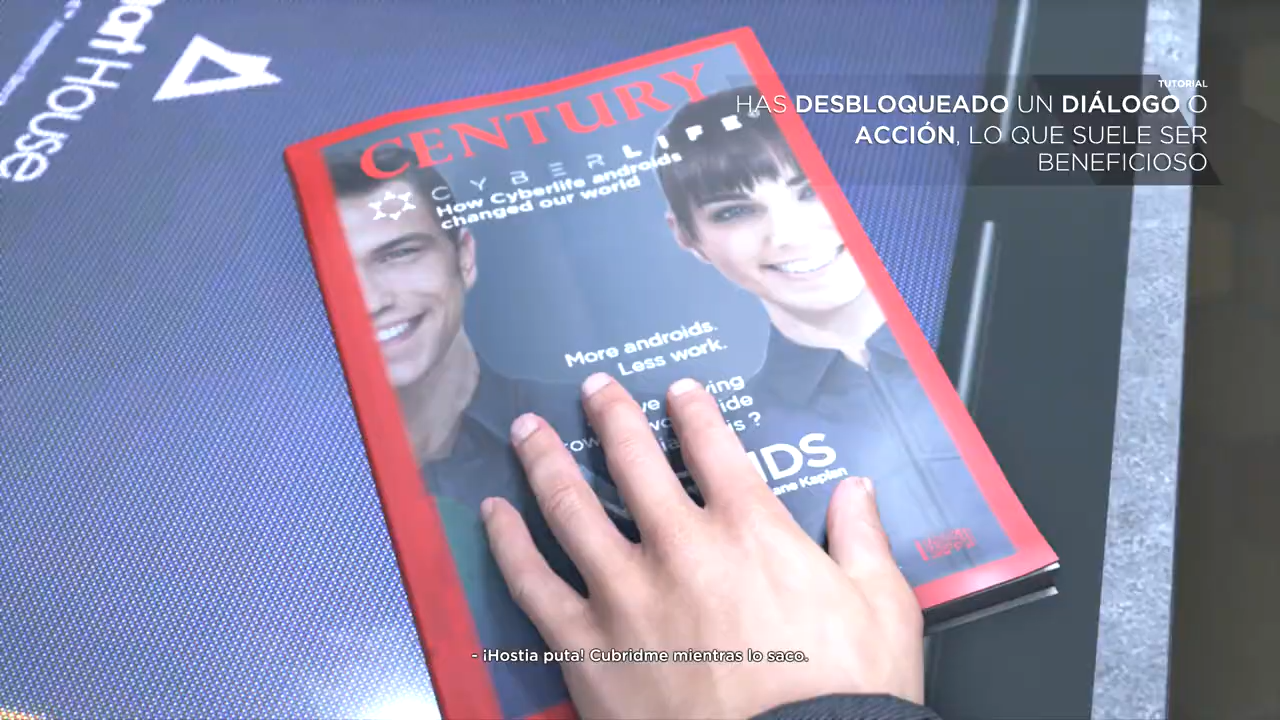 House
TUTORIAL
HAS DESBLOQUEADO UN DIÁLOGO O
ACCIÓN, LO QUE SUELE SER
BENEFICIOSO
CENTURY
CYBERLIFE
How Cyberlife androids
changed our world
More androids.
Less work.
? 
Kaplan
- ¡Hostia puta! Cubridme mientras lo saco.